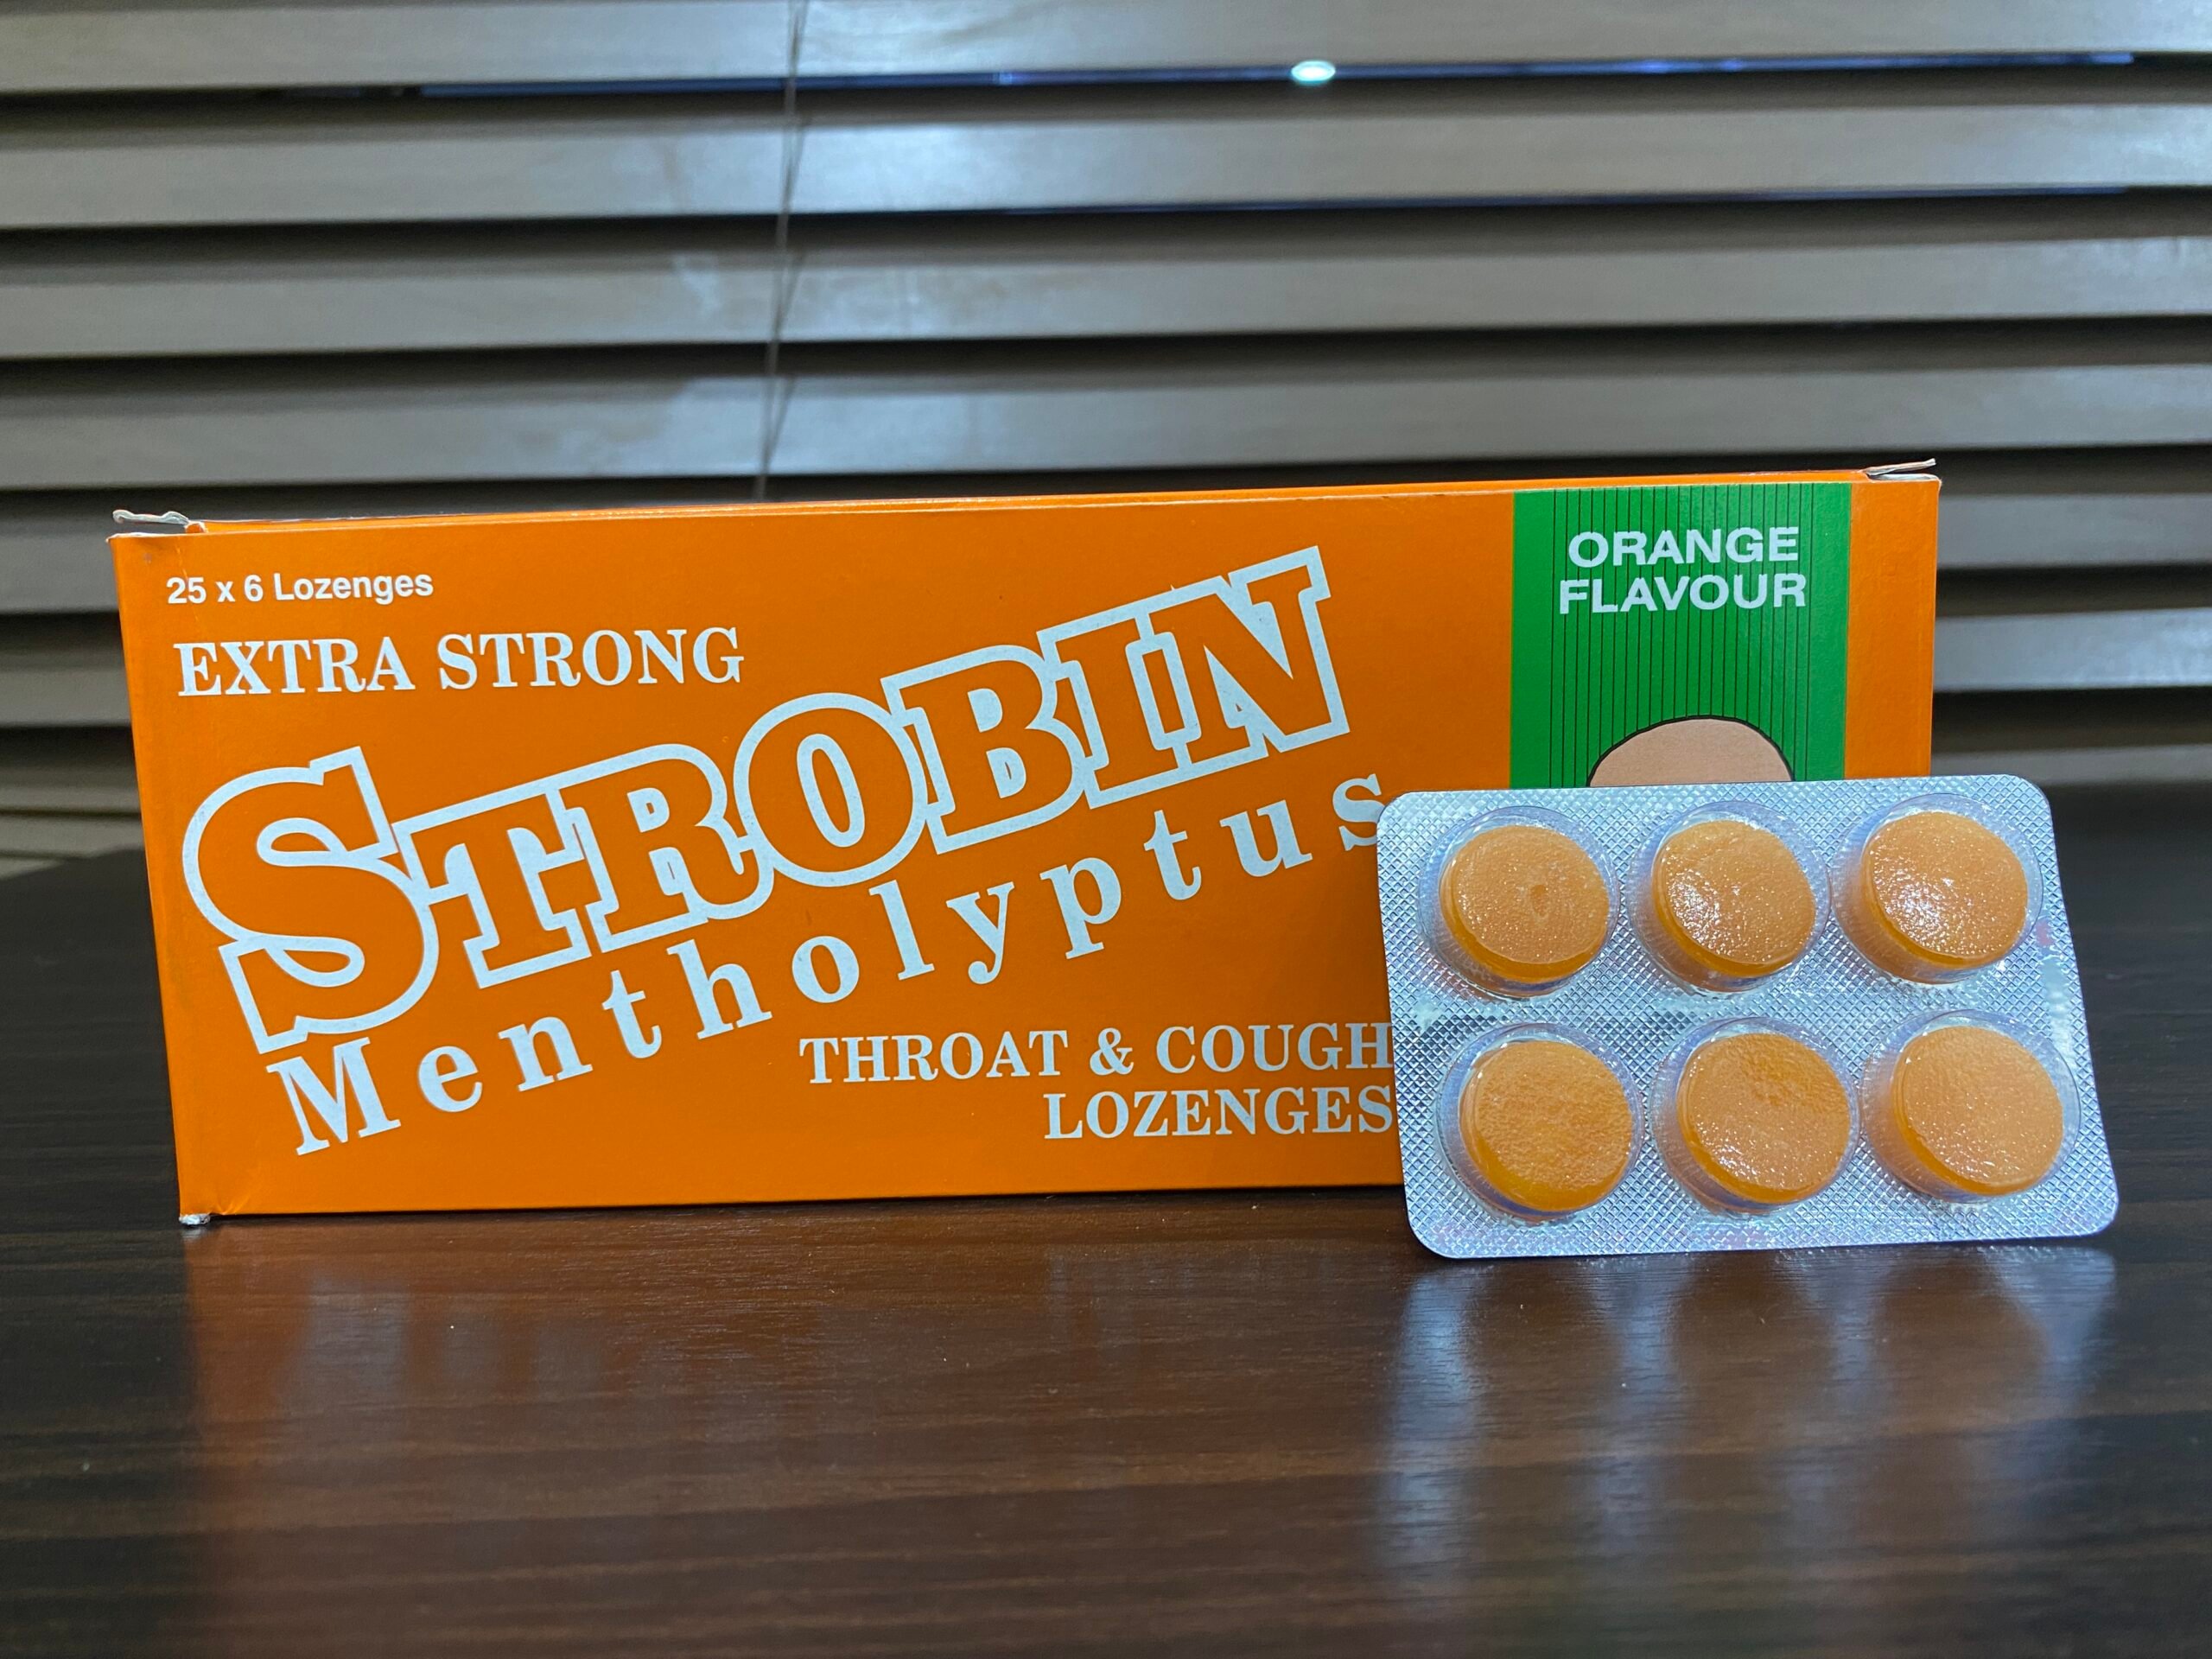 25 x 6 Lozenges
EXTRA STRONG
STROBIN
Mentholyptus
THROAT & COUGH
LOZENGES
ORANGE
FLAVOUR